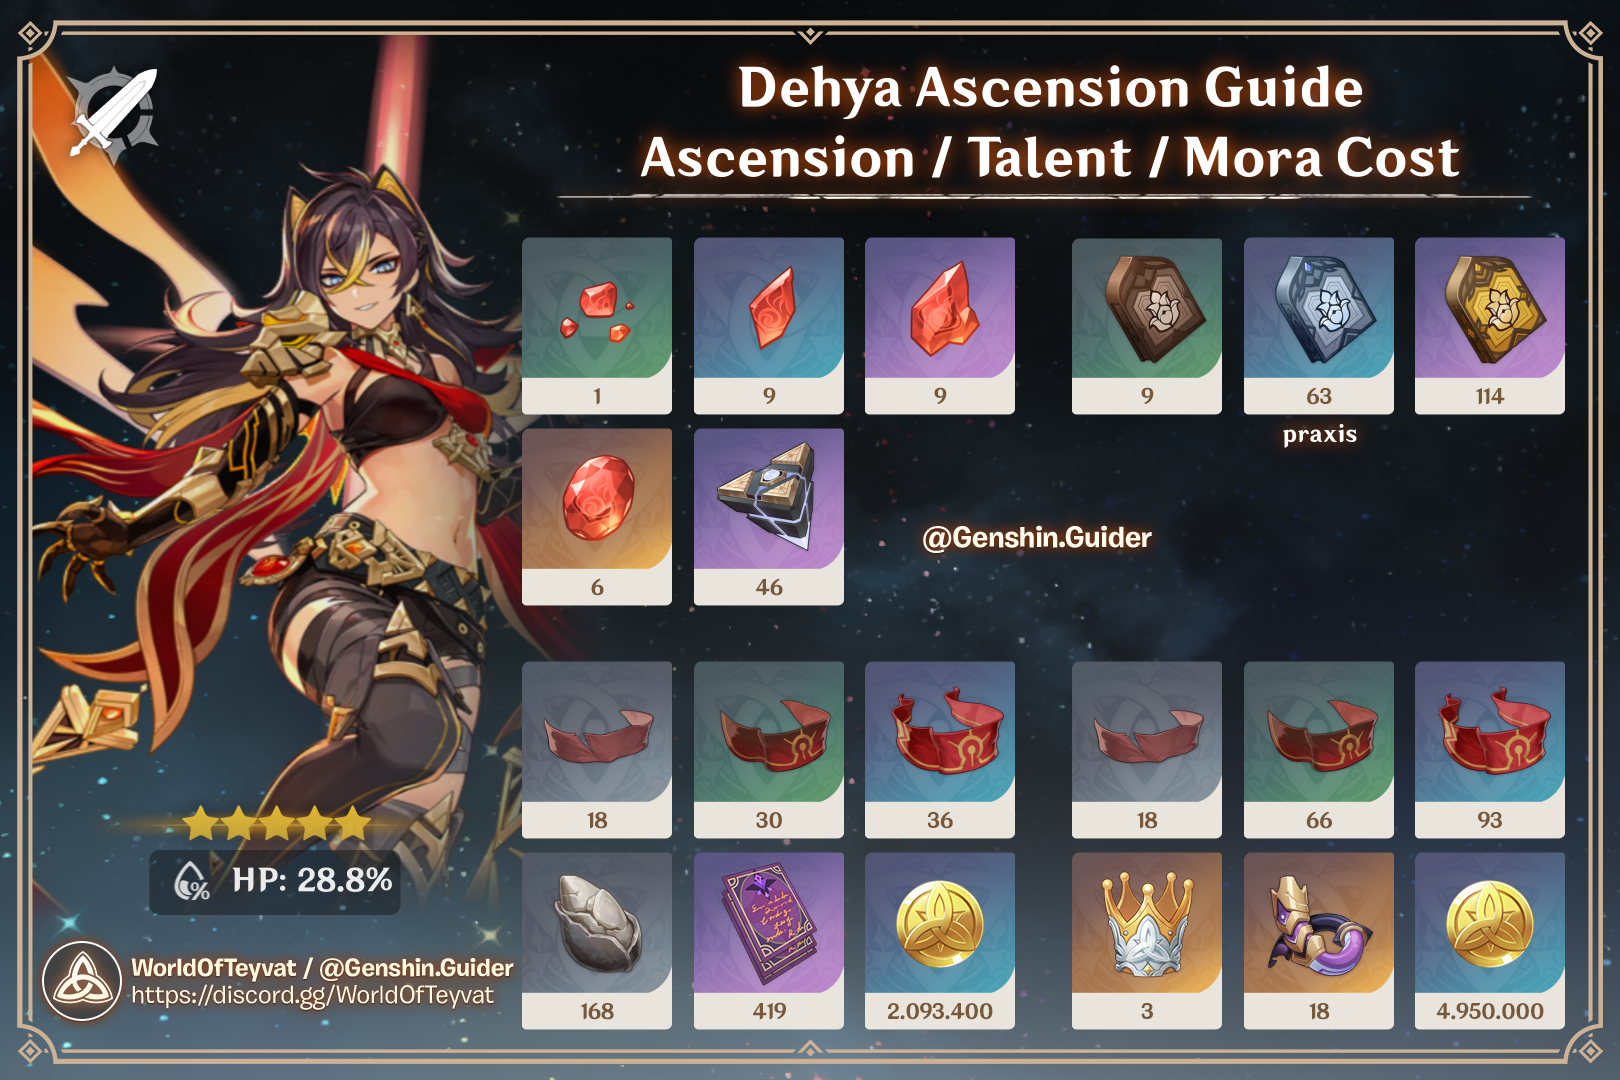 Dehya Ascension Guide
Ascension / Talent / Mora Cost
1 9 9 9 63 114
praxis
6 46
@Genshin.Guider
18 30 36 18 66 93
HP: 28.8%
168 419 2.093.400 3 18 4.950.000
WorldOfTeyvat / @Genshin.Guider
https://discord.gg/WorldOfTeyvat